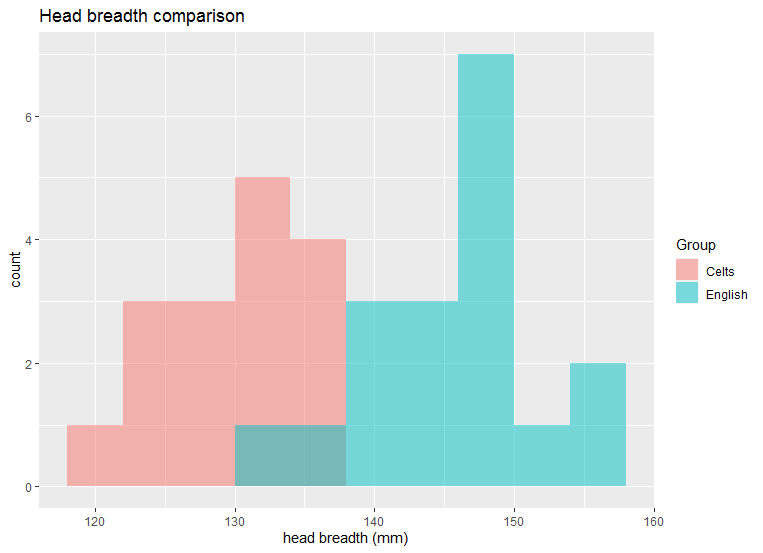 Head breadth comparison
6
4
2
0
count
120 130 140 150 160
head breadth (mm)
Group
Celts
English